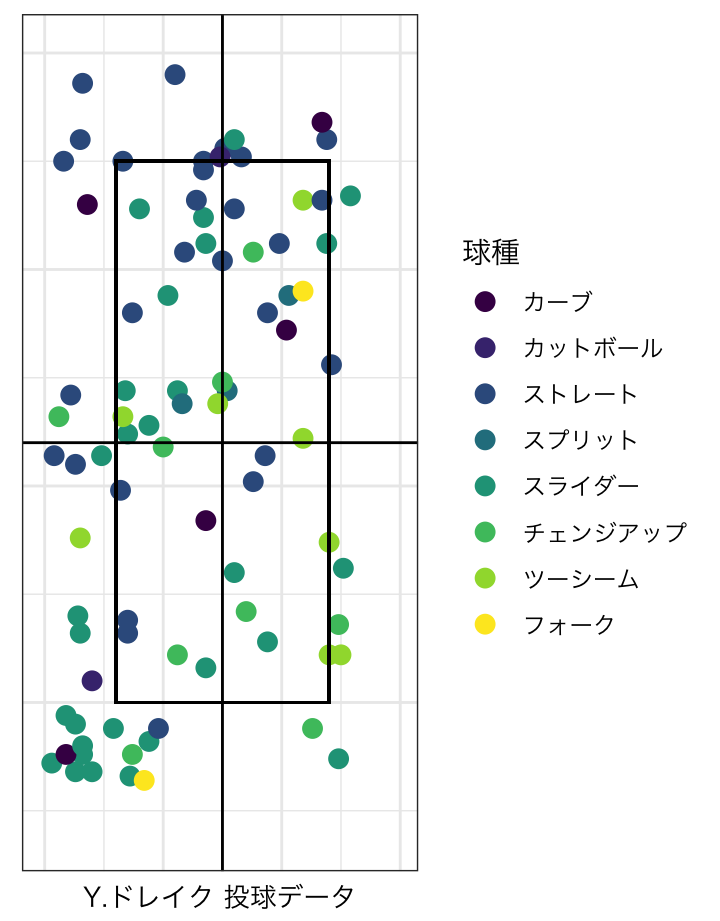 球種
カーブ
カットボール
ストレート
スプリット
スライダー
チェンジアップ
ツーシーム
フォーク
Y.ドレイク 投球データ